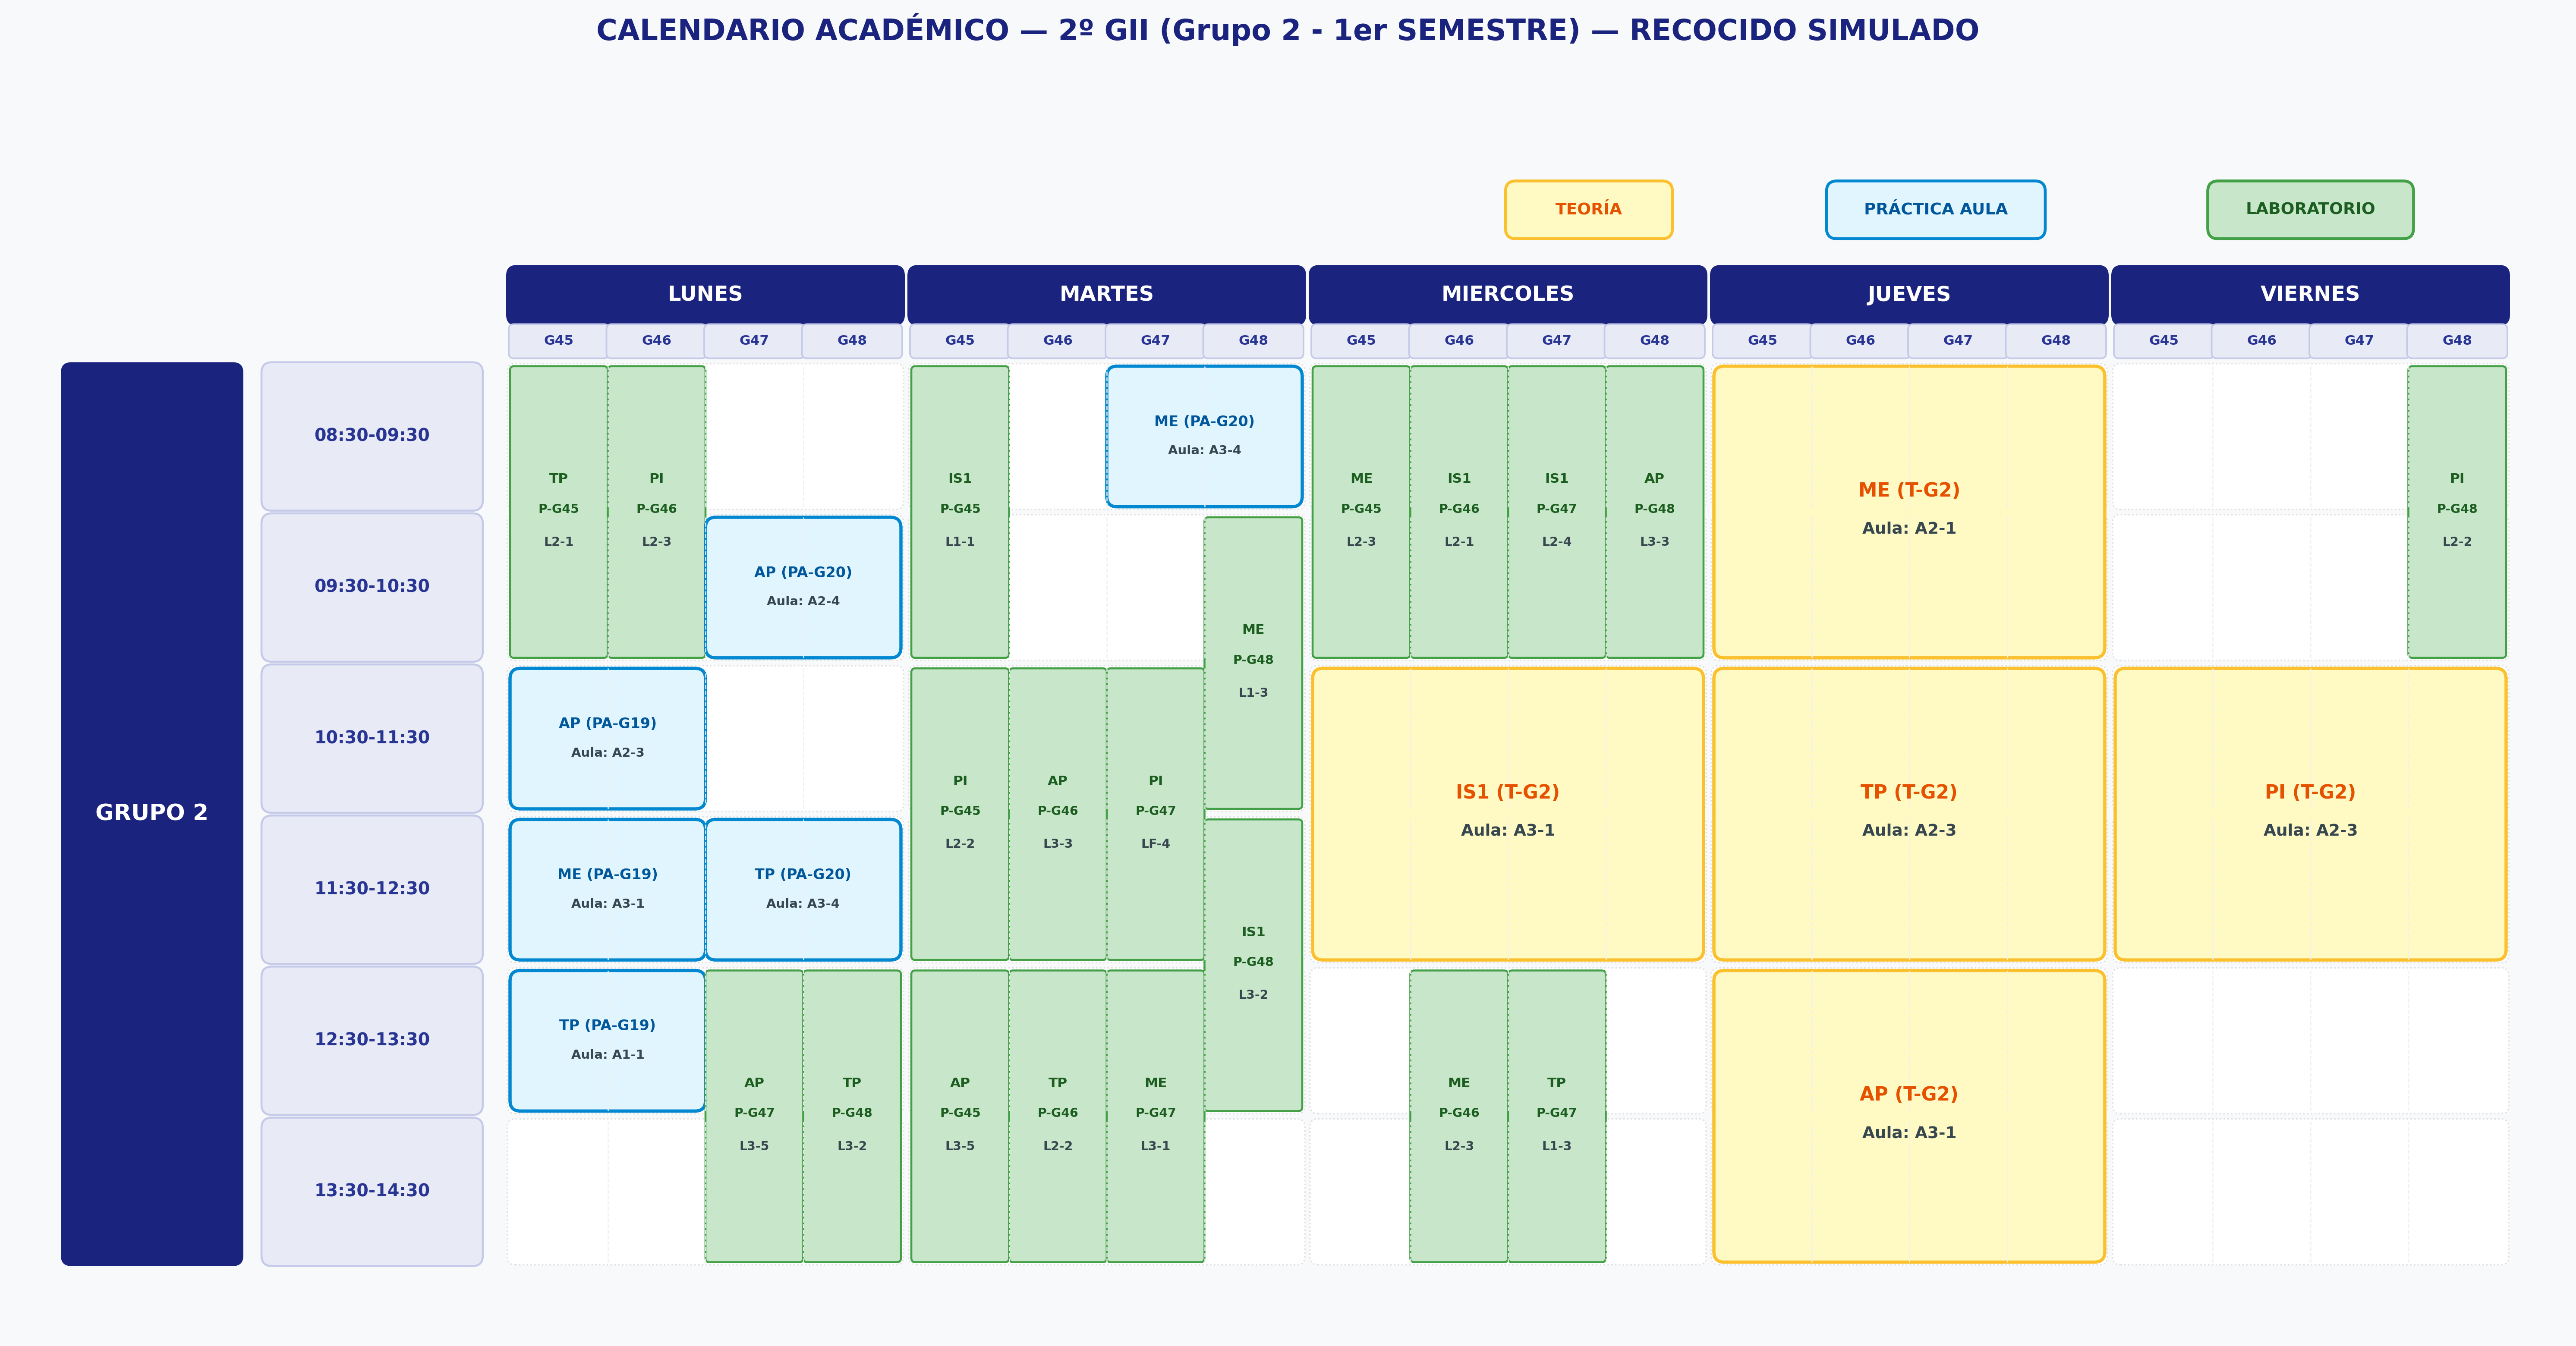 CALENDARIO ACADÉMICO — 2º GII (Grupo 2 - 1er SEMESTRE) — RECOCIDO SIMULADO
TEORÍA
PRÁCTICA AULA
LABORATORIO
LUNES
MARTES
MIERCOLES
JUEVES
VIERNES
G45 G46 G47 G48
G45 G46 G47 G48
G45 G46 G47 G48
G45 G46 G47 G48
G45 G46 G47 G48
GRUPO 2
08:30-09:30
09:30-10:30
10:30-11:30
11:30-12:30
12:30-13:30
13:30-14:30
TP
P-G45
L2-1
PI
P-G46
L2-3
AP (PA-G20)
Aula: A2-4
AP (PA-G19)
Aula: A2-3
ME (PA-G19)
Aula: A3-1
TP (PA-G20)
Aula: A3-4
TP (PA-G19)
Aula: A1-1
AP
P-G47
L3-5
TP
P-G48
L3-2
IS1
P-G45
L1-1
ME (PA-G20)
Aula: A3-4
ME
P-G48
L1-3
PI
P-G45
L2-2
AP
P-G46
L3-3
PI
P-G47
LF-4
IS1
P-G48
L3-2
AP
P-G45
L3-5
TP
P-G46
L2-2
ME
P-G47
L3-1
ME
P-G45
L2-3
IS1
P-G46
L2-1
IS1
P-G47
L2-4
AP
P-G48
L3-3
IS1 (T-G2)
Aula: A3-1
ME
P-G46
L2-3
TP
P-G47
L1-3
ME (T-G2)
Aula: A2-1
TP (T-G2)
Aula: A2-3
AP (T-G2)
Aula: A3-1
PI
P-G48
L2-2
PI (T-G2)
Aula: A2-3